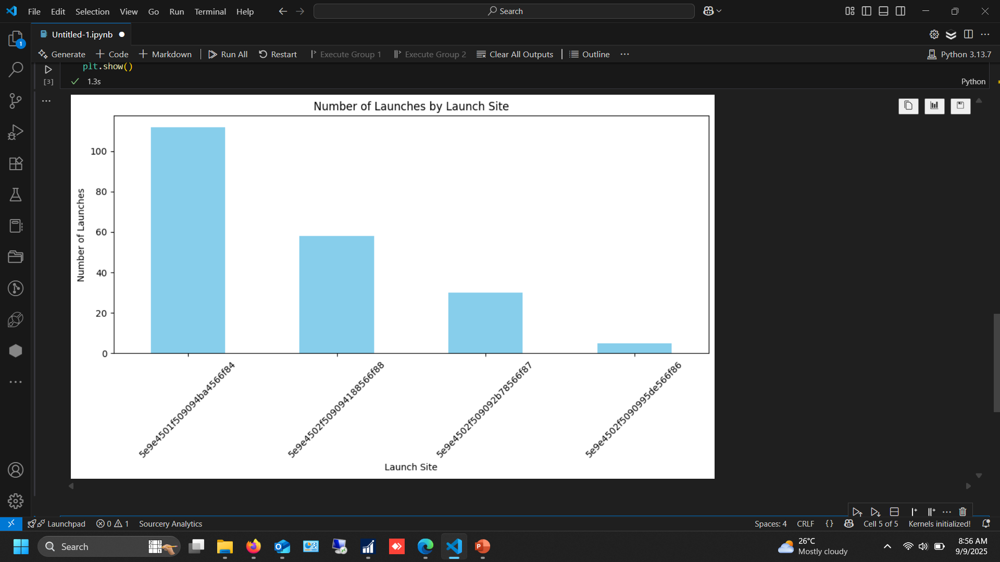 File Edit Selection View Go Run Terminal Help
Search
Untitled-1.ipynb
1
Generate Code Markdown Run All Restart Execute Group 1 Execute Group 2 Clear All Outputs Outline ...
Python 3.13.7
plt.show()
[3] 1.3s
Python
Number of Launches by Launch Site
Number of Launches
100
80
60
40
20
0
5e9e4501f509094ba4566f84
5e9e4502f509094188566f88
5e9e4502f509092b78566f87
5e9e4502f5090995de566f86
Launch Site
Launchpad 0 1 Sourcery Analytics
Spaces: 4 CRLF {} Cell 5 of 5 Kernels initialized!
Search
26°C
Mostly cloudy
8:56 AM
9/9/2025